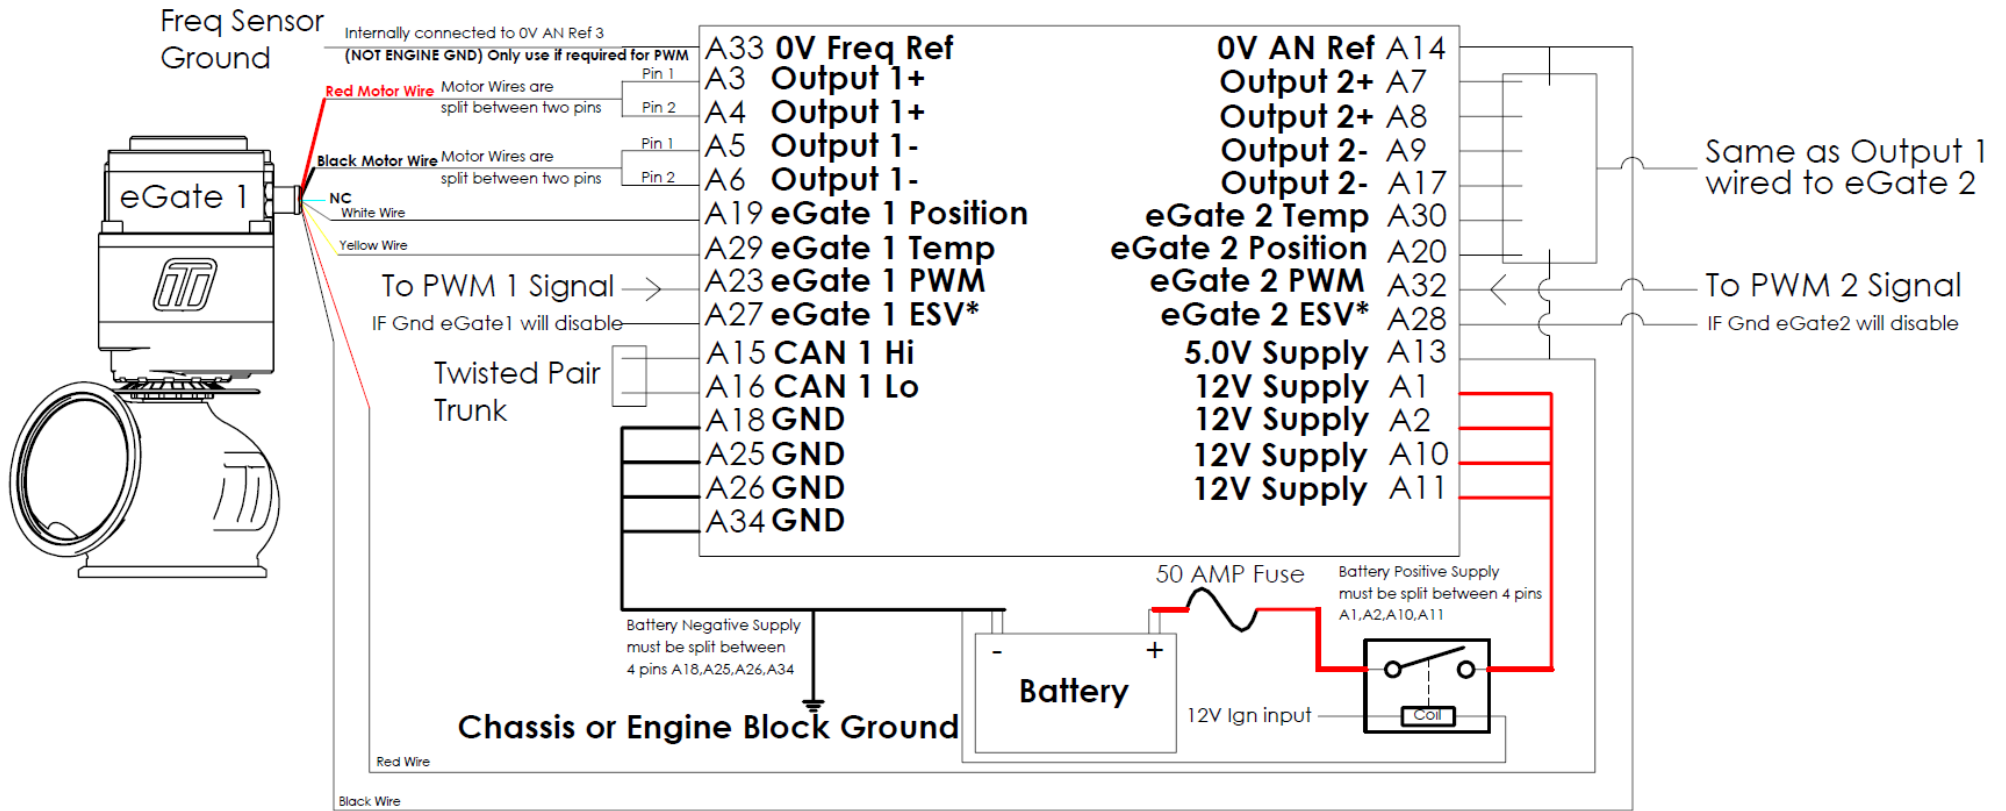 Freq Sensor
Ground
Internally connected to 0V AN Ref 3
(NOT ENGINE GND) Only use if required for PWM
Red Motor Wire
Motor Wires are
split between two pins
Pin 1
Pin 2
Black Motor Wire
Motor Wires are
split between two pins
Pin 1
Pin 2
eGate 1
NC
White Wire
Yellow Wire
To PWM 1 Signal
IF Gnd eGate1 will disable
Twisted Pair
Trunk
A33 0V Freq Ref
A3 Output 1+
A4 Output 1+
A5 Output 1-
A6 Output 1-
A19 eGate 1 Position
A29 eGate 1 Temp
A23 eGate 1 PWM
A27 eGate 1 ESV*
A15 CAN 1 Hi
A16 CAN 1 Lo
A18 GND
A25 GND
A26 GND
A34 GND
0V AN Ref A14
Output 2+ A7
Output 2+ A8
Output 2- A9
Output 2- A17
eGate 2 Temp A30
eGate 2 Position A20
eGate 2 PWM A32
eGate 2 ESV* A28
5.0V Supply A13
12V Supply A1
12V Supply A2
12V Supply A10
12V Supply A11
Same as Output 1
wired to eGate 2
To PWM 2 Signal
IF Gnd eGate2 will disable
50 AMP Fuse
Battery Positive Supply
must be split between 4 pins
A1,A2,A10,A11
Battery Negative Supply
must be split between
4 pins A18,A25,A26,A34
- +
Battery
12V Ign input
Coil
Chassis or Engine Block Ground
Red Wire
Black Wire